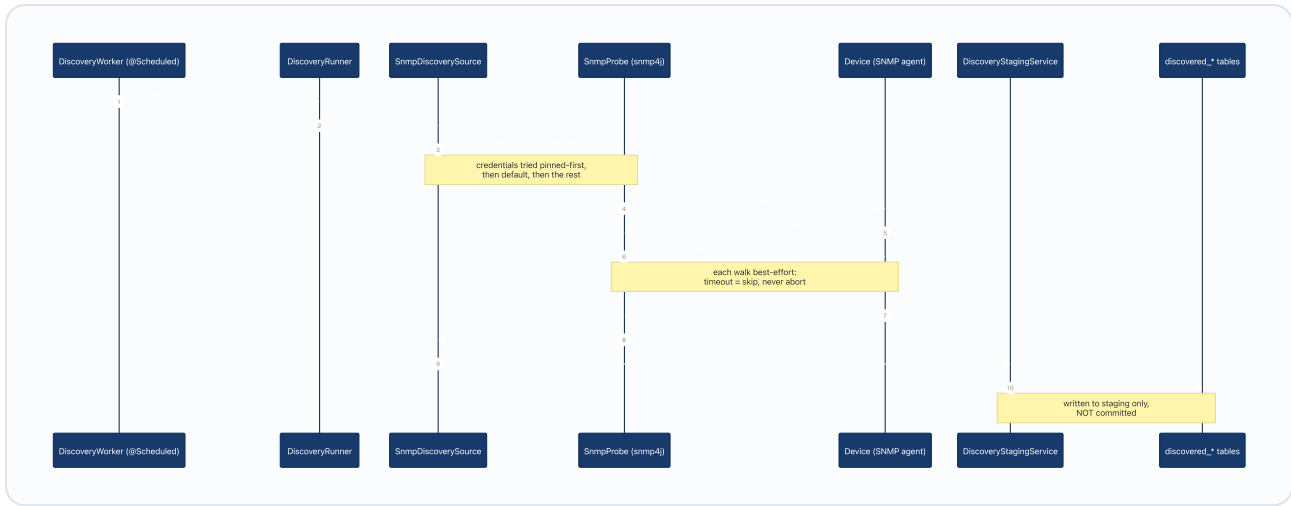 DiscoveryWorker (@Scheduled)
DiscoveryRunner
SnmpDiscoverySource
SnmpProbe (snmp4j)
Device (SNMP agent)
DiscoveryStagingService
discovered_* tables
1
2
3
credentials tried pinned-first,
then default, then the rest
4
5
6
each walk best-effort:
timeout = skip, never abort
7
8
9
10
written to staging only,
NOT committed
DiscoveryWorker (@Scheduled)
DiscoveryRunner
SnmpDiscoverySource
SnmpProbe (snmp4j)
Device (SNMP agent)
DiscoveryStagingService
discovered_* tables